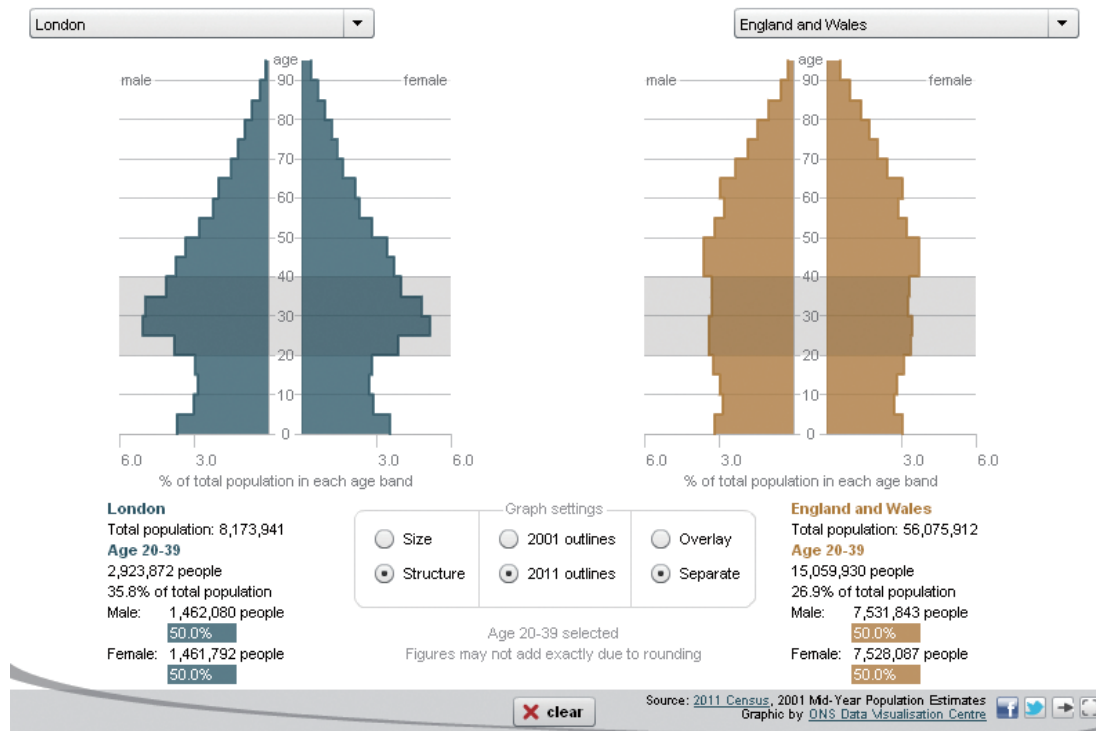 London
England and Wales
male
age
female
90
80
70
60
50
40
30
20
10
0
6.0 3.0 3.0 6.0
% of total population in each age band
male
age
female
90
80
70
60
50
40
30
20
10
0
6.0 3.0 3.0 6.0
% of total population in each age band
London
Total population: 8,173,941
Age 20-39
2,923,872 people
35.8% of total population
Male: 1,462,080 people
50.0%
Female: 1,461,792 people
50.0%
Graph settings
Size
2001 outlines
Overlay
Structure
2011 outlines
Separate
Age 20-39 selected
Figures may not add exactly due to rounding
England and Wales
Total population: 56,075,912
Age 20-39
15,059,930 people
26.9% of total population
Male: 7,531,843 people
50.0%
Female: 7,528,087 people
50.0%
clear
Source: 2011 Census, 2001 Mid-Year Population Estimates
Graphic by ONS Data Visualisation Centre